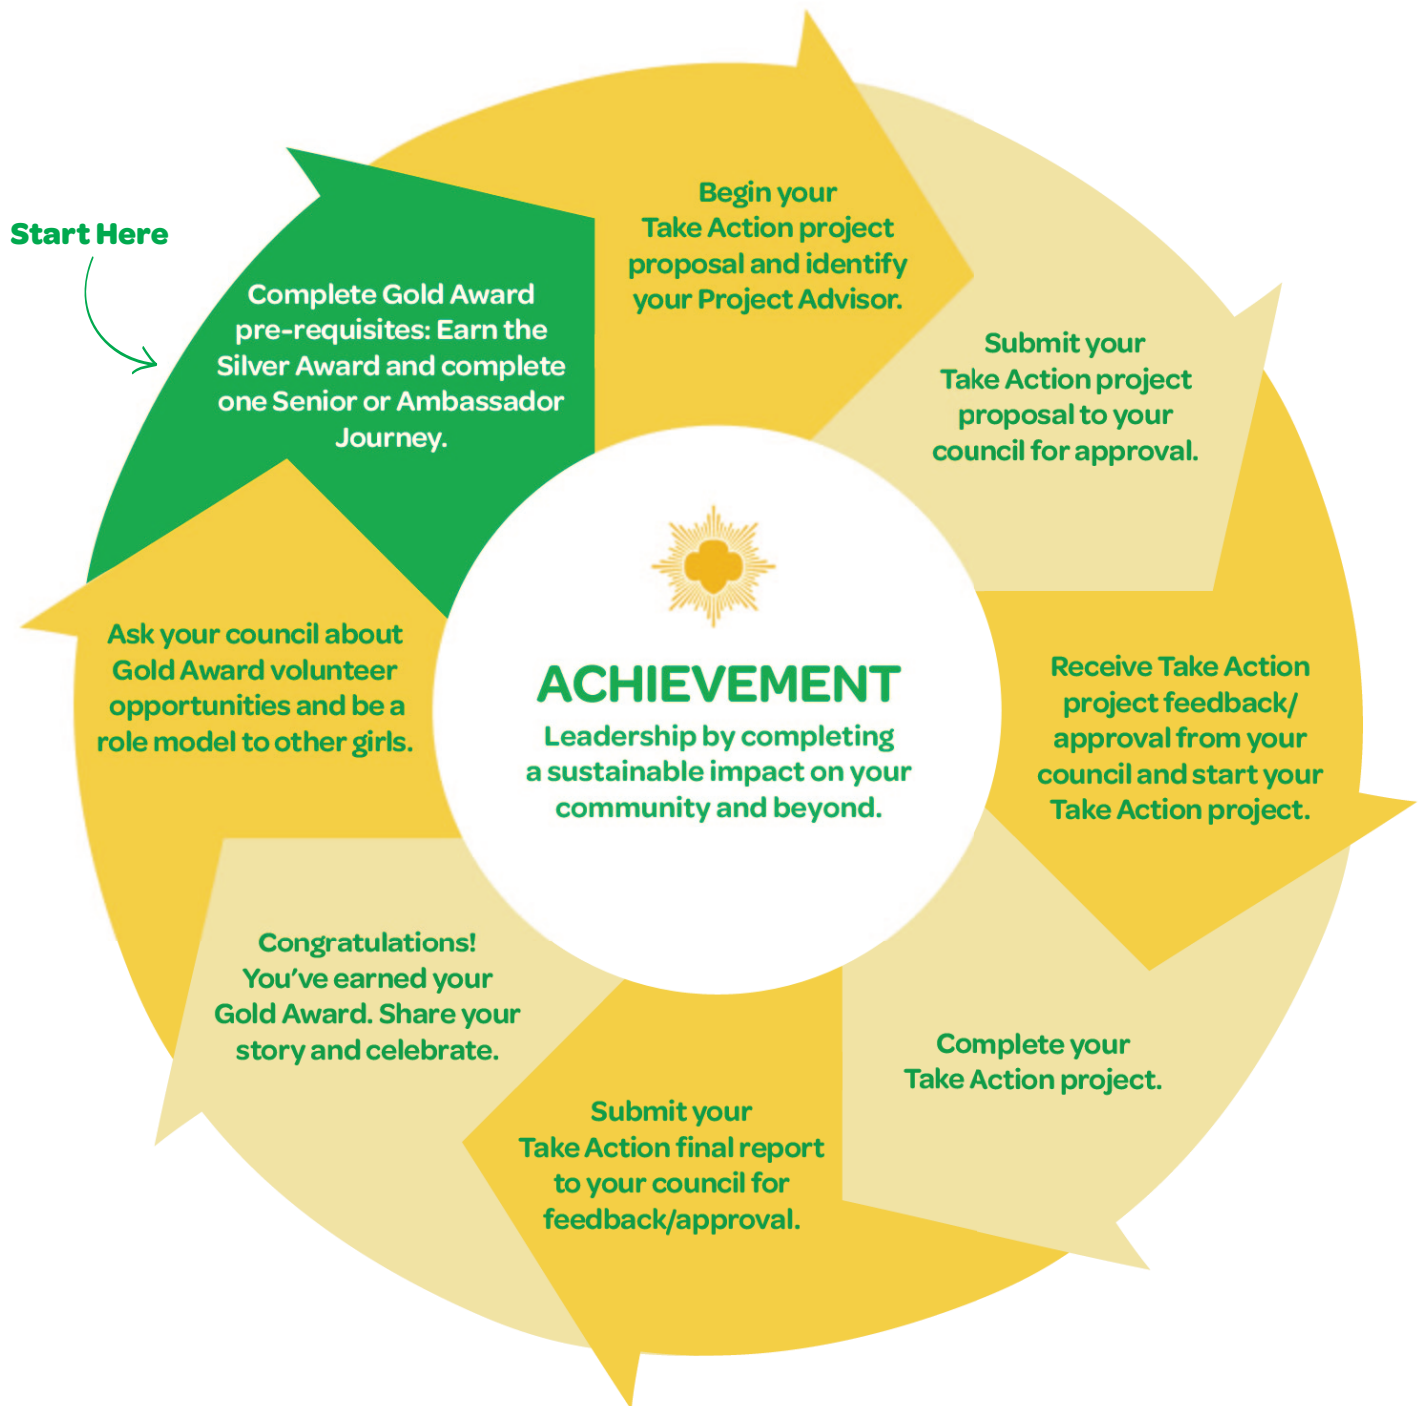 Start Here
Complete Gold Award
pre-requisites: Earn the
Silver Award and complete
one Senior or Ambassador
Journey.
Begin your
Take Action project
proposal and identify
your Project Advisor.
Submit your
Take Action project
proposal to your
council for approval.
Receive Take Action
project feedback/
approval from your
council and start your
Take Action project.
Complete your
Take Action project.
Submit your
Take Action final report
to your council for
feedback/approval.
Congratulations!
You’ve earned your
Gold Award. Share your
story and celebrate.
Ask your council about
Gold Award volunteer
opportunities and be a
role model to other girls.
ACHIEVEMENT
Leadership by completing
a sustainable impact on your
community and beyond.